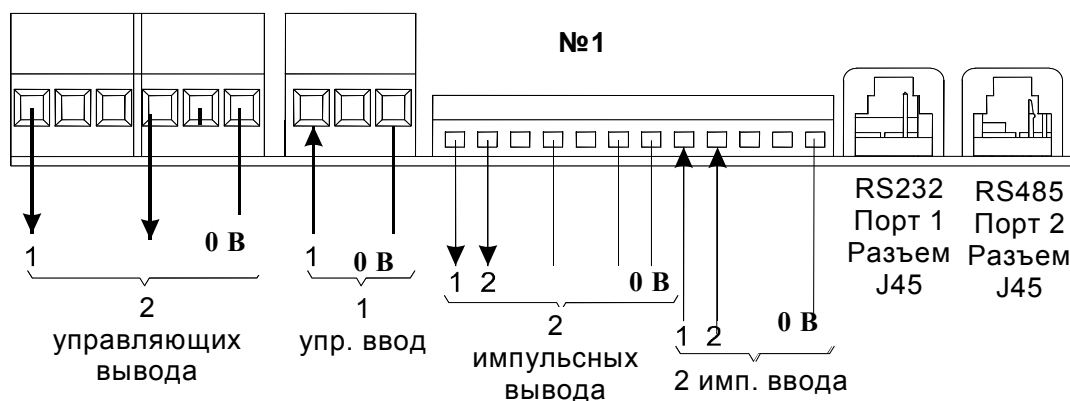 №1
1
0 В
2
управляющих
вывода
1
0 В
1
упр. ввод
1 2
0 В
2
импульсных
вывода
1 2
0 В
2 имп. ввода
RS232
Порт 1
Разъем
J45
RS485
Порт 2
Разъем
J45